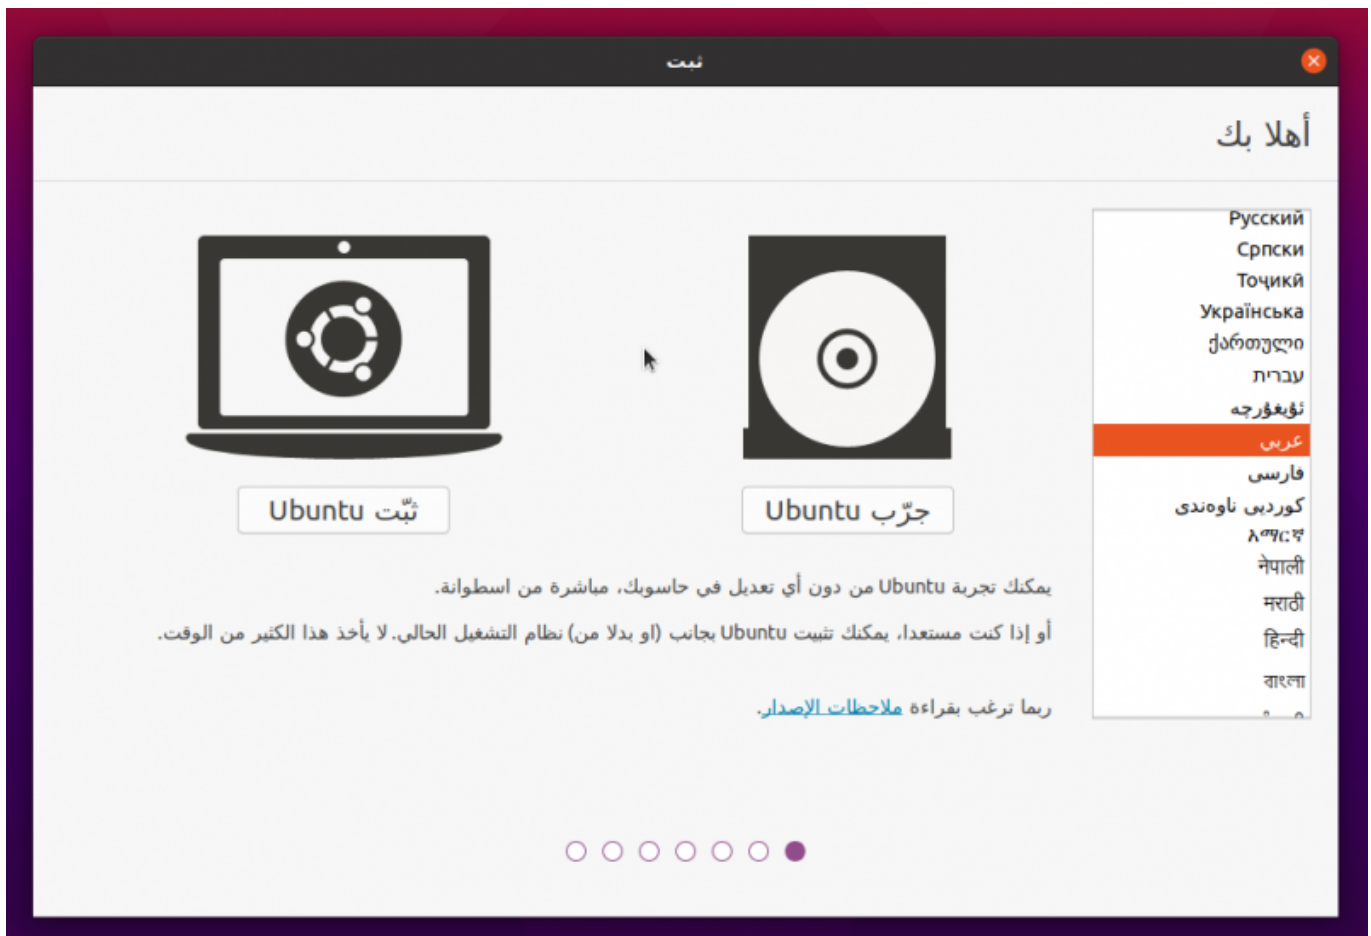 ثبت
أهلا بك
Русский
Српски
Тоҷикӣ
Українська
ქართული
עברית
ئۇيغۇرچە
عربي
فارسی
كوردیی ناوەندی
አማርኛ
नेपाली
मराठी
हिन्दी
বাংলা
جرّب Ubuntu
ثبّت Ubuntu
يمكنك تجربة Ubuntu من دون أي تعديل في حاسوبك، مباشرة من اسطوانة.
أو إذا كنت مستعدا، يمكنك تثبيت Ubuntu بجانب (او بدلا من) نظام التشغيل الحالي. لا يأخذ هذا الكثير من الوقت.
ربما ترغب بقراءة ملاحظات الإصدار.